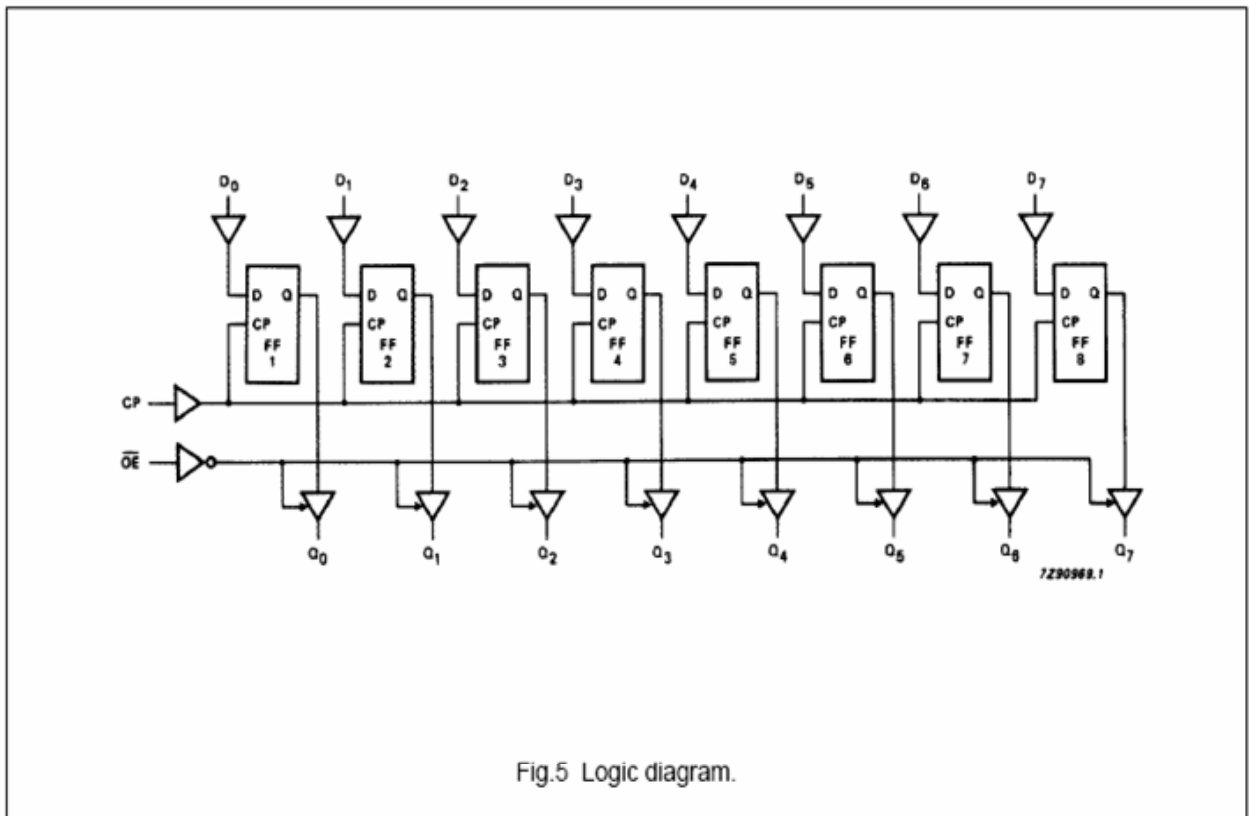 D0 D1 D2 D3 D4 D5 D6 D7
D Q D Q D Q D Q D Q D Q D Q D Q
CP CP CP CP CP CP CP CP
FF FF FF FF FF FF FF FF
1 2 3 4 5 6 7 8
CP
OE
Q0 Q1 Q2 Q3 Q4 Q5 Q6 Q7
7Z90969.1
Fig.5 Logic diagram.